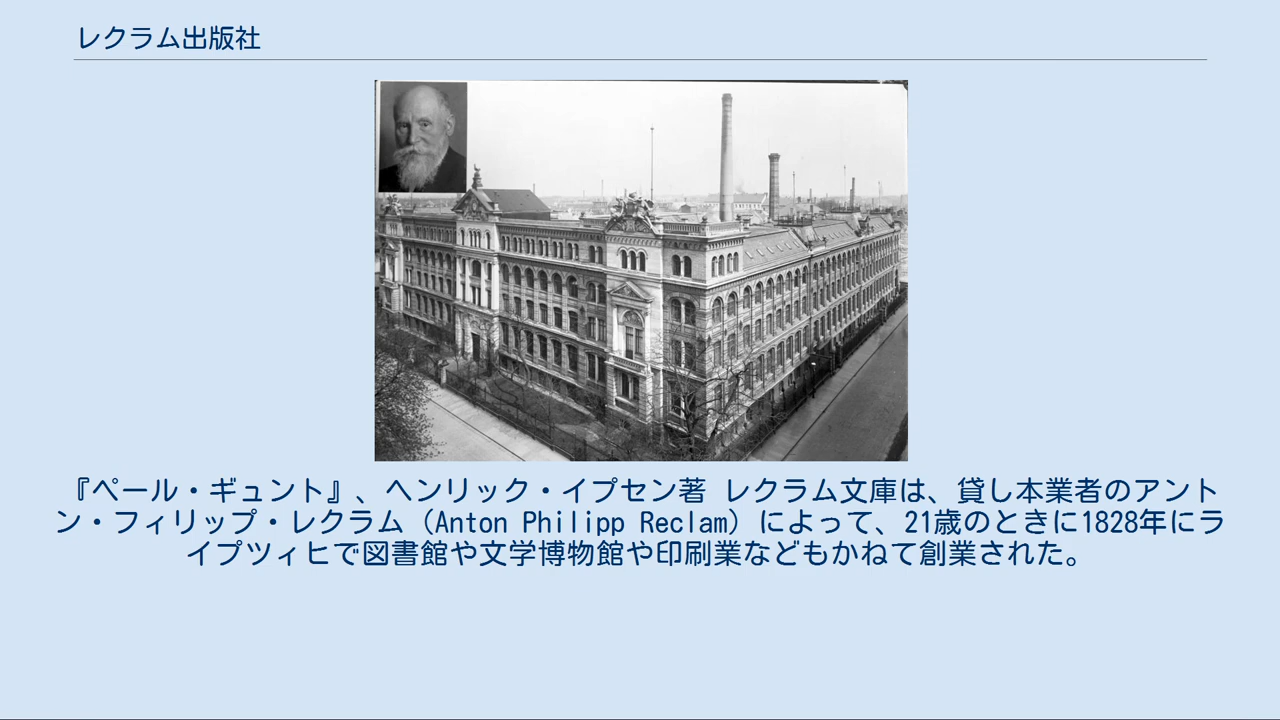 レクラム出版社
『ペール・ギュント』、ヘンリック・イプセン著 レクラム文庫は、貸し本業者のアント
ン・フィリップ・レクラム（Anton Philipp Reclam）によって、21歳のときに1828年にラ
イプツィヒで図書館や文学博物館や印刷業などもかねて創業された。